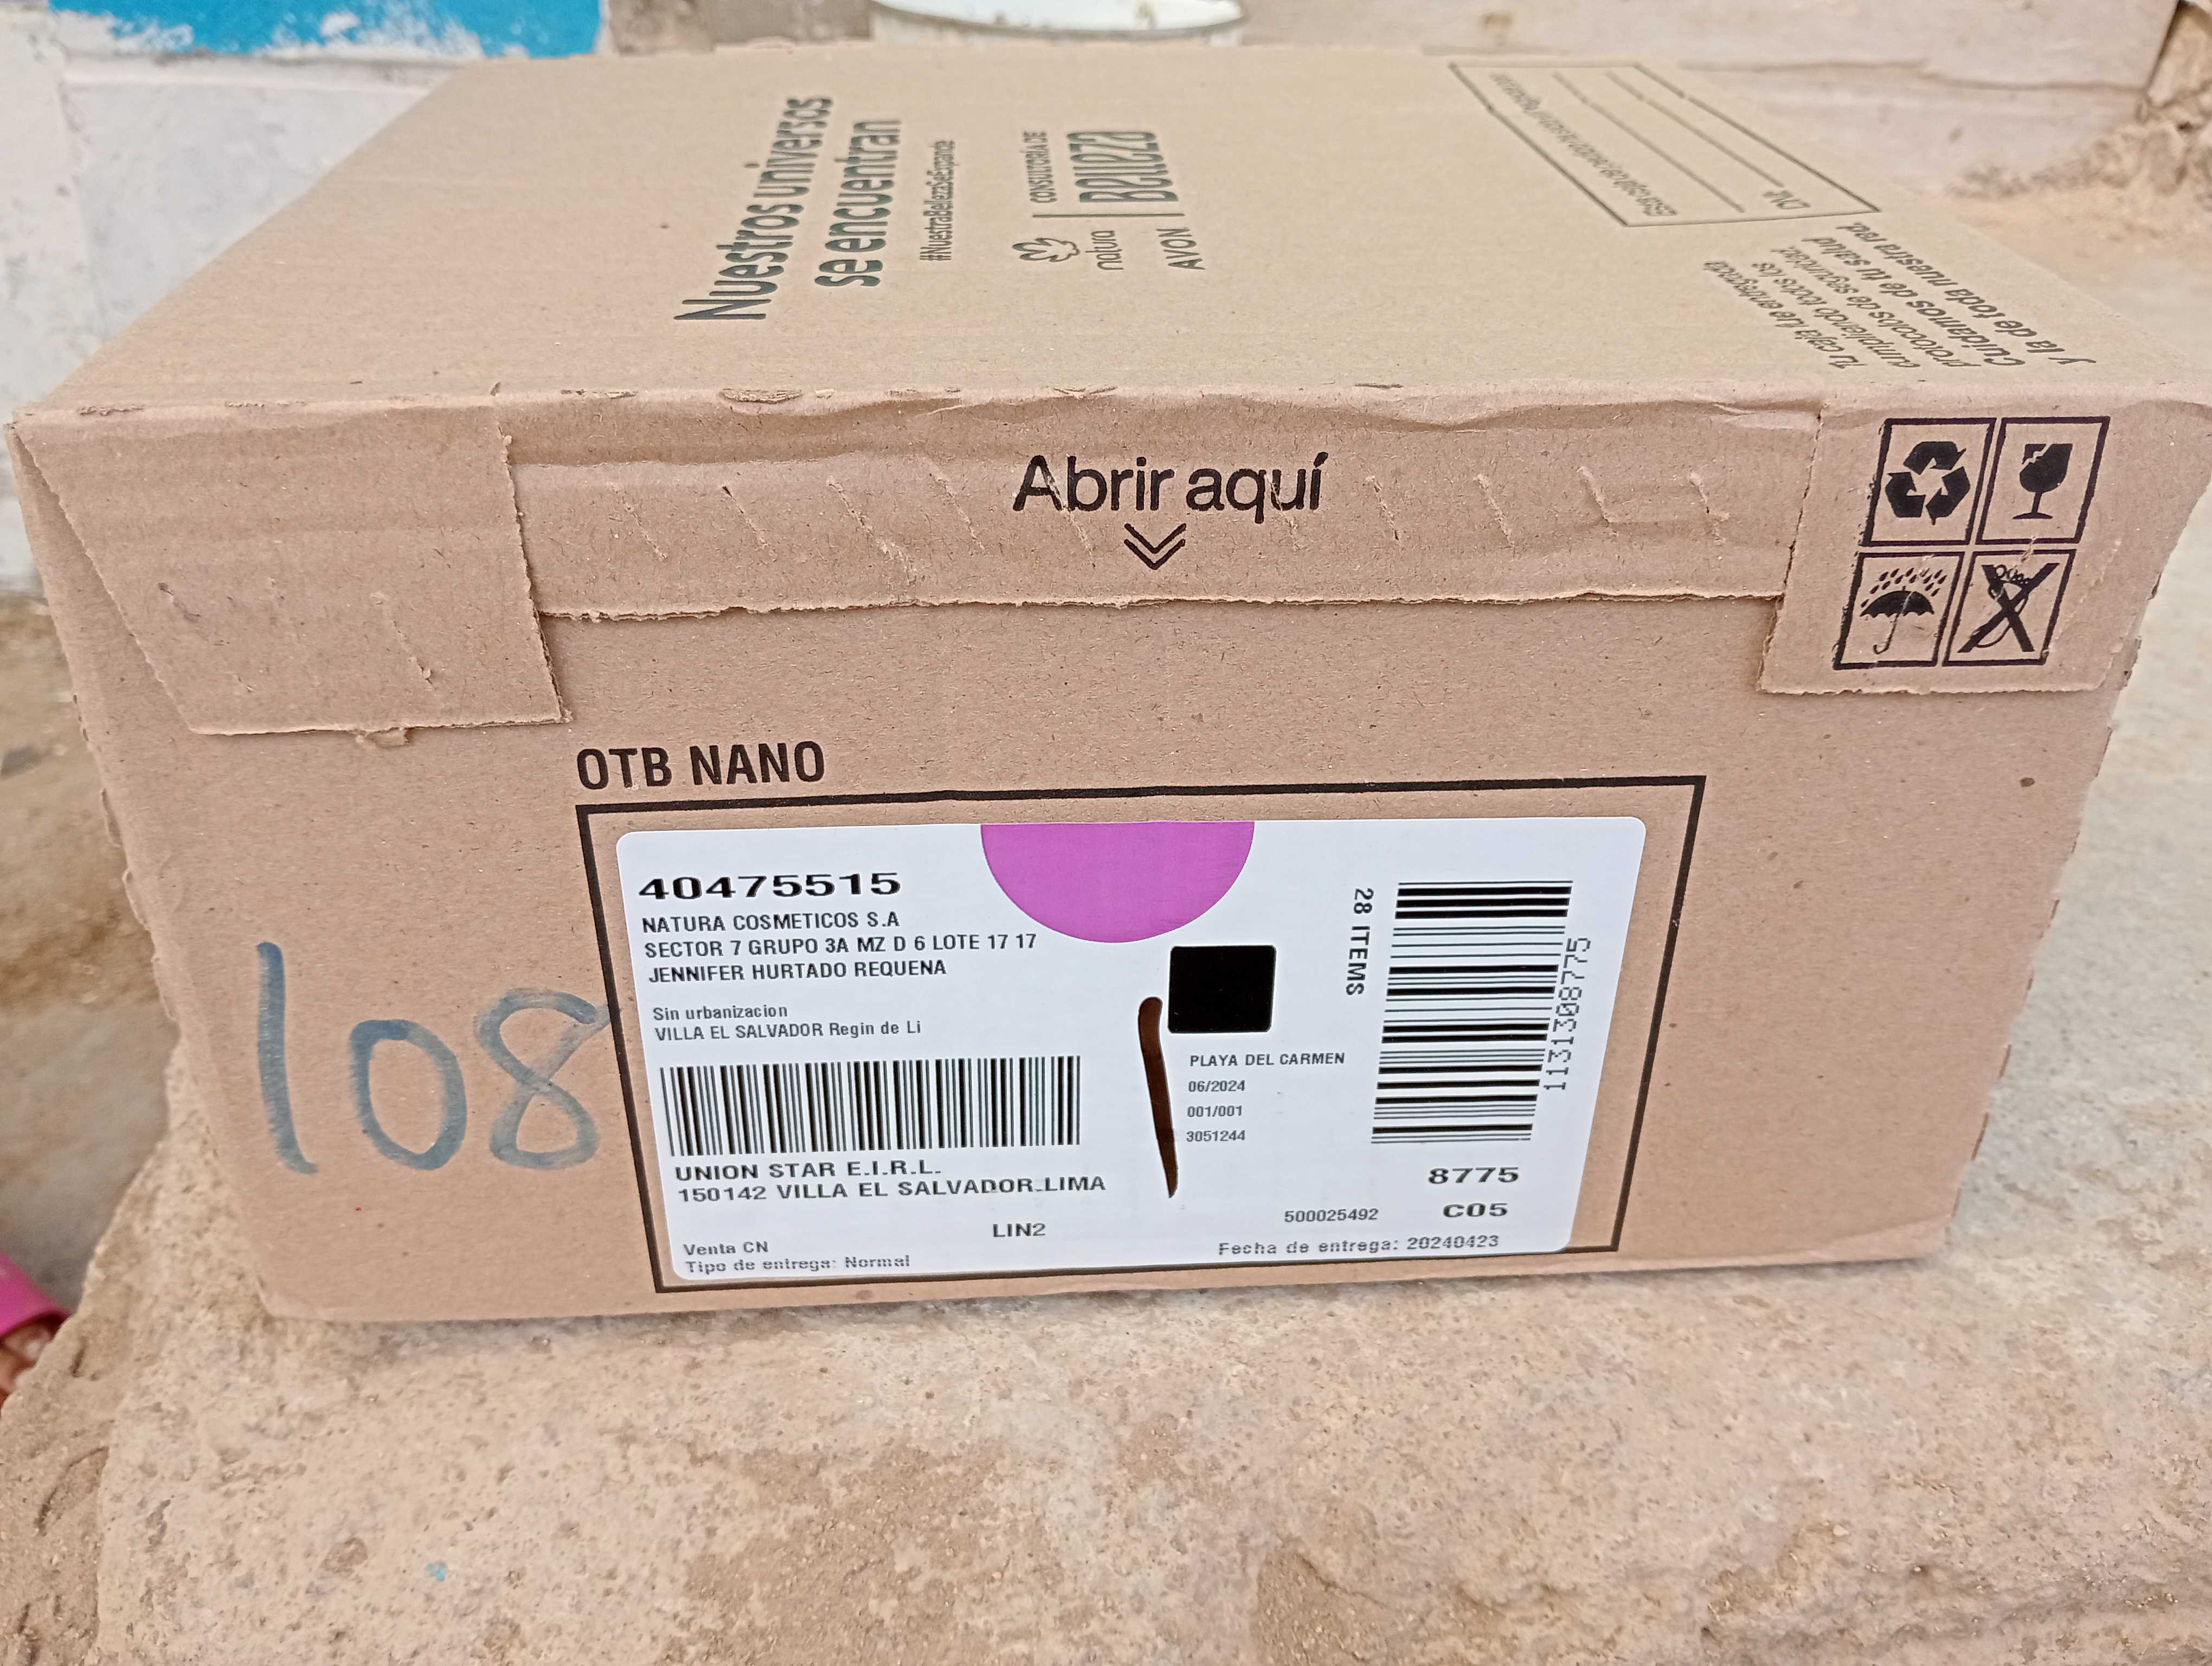 Nuestros universos
se encuentran
#NuestraBellezaSeExpande
natura
AVON
CONSULTORÍA DE
Belleza
DNI
Tu caja fue entregada
cumpliendo todos los
protocolos de seguridad.
Cuidamos de tu salud
y la de toda nuestra red.
Abrir aquí
OTB NANO
108
40475515
NATURA COSMETICOS S.A
SECTOR 7 GRUPO 3A MZ D 6 LOTE 17 17
JENNIFER HURTADO REQUENA
Sin urbanizacion
VILLA EL SALVADOR Regin de Li
UNION STAR E.I.R.L.
150142 VILLA EL SALVADOR_LIMA
LIN2
Venta CN
Tipo de entrega: Normal
PLAYA DEL CARMEN
06/2024
001/001
3051244
28 ITEMS
1131308775
8775
500025492
C05
Fecha de entrega: 20240423